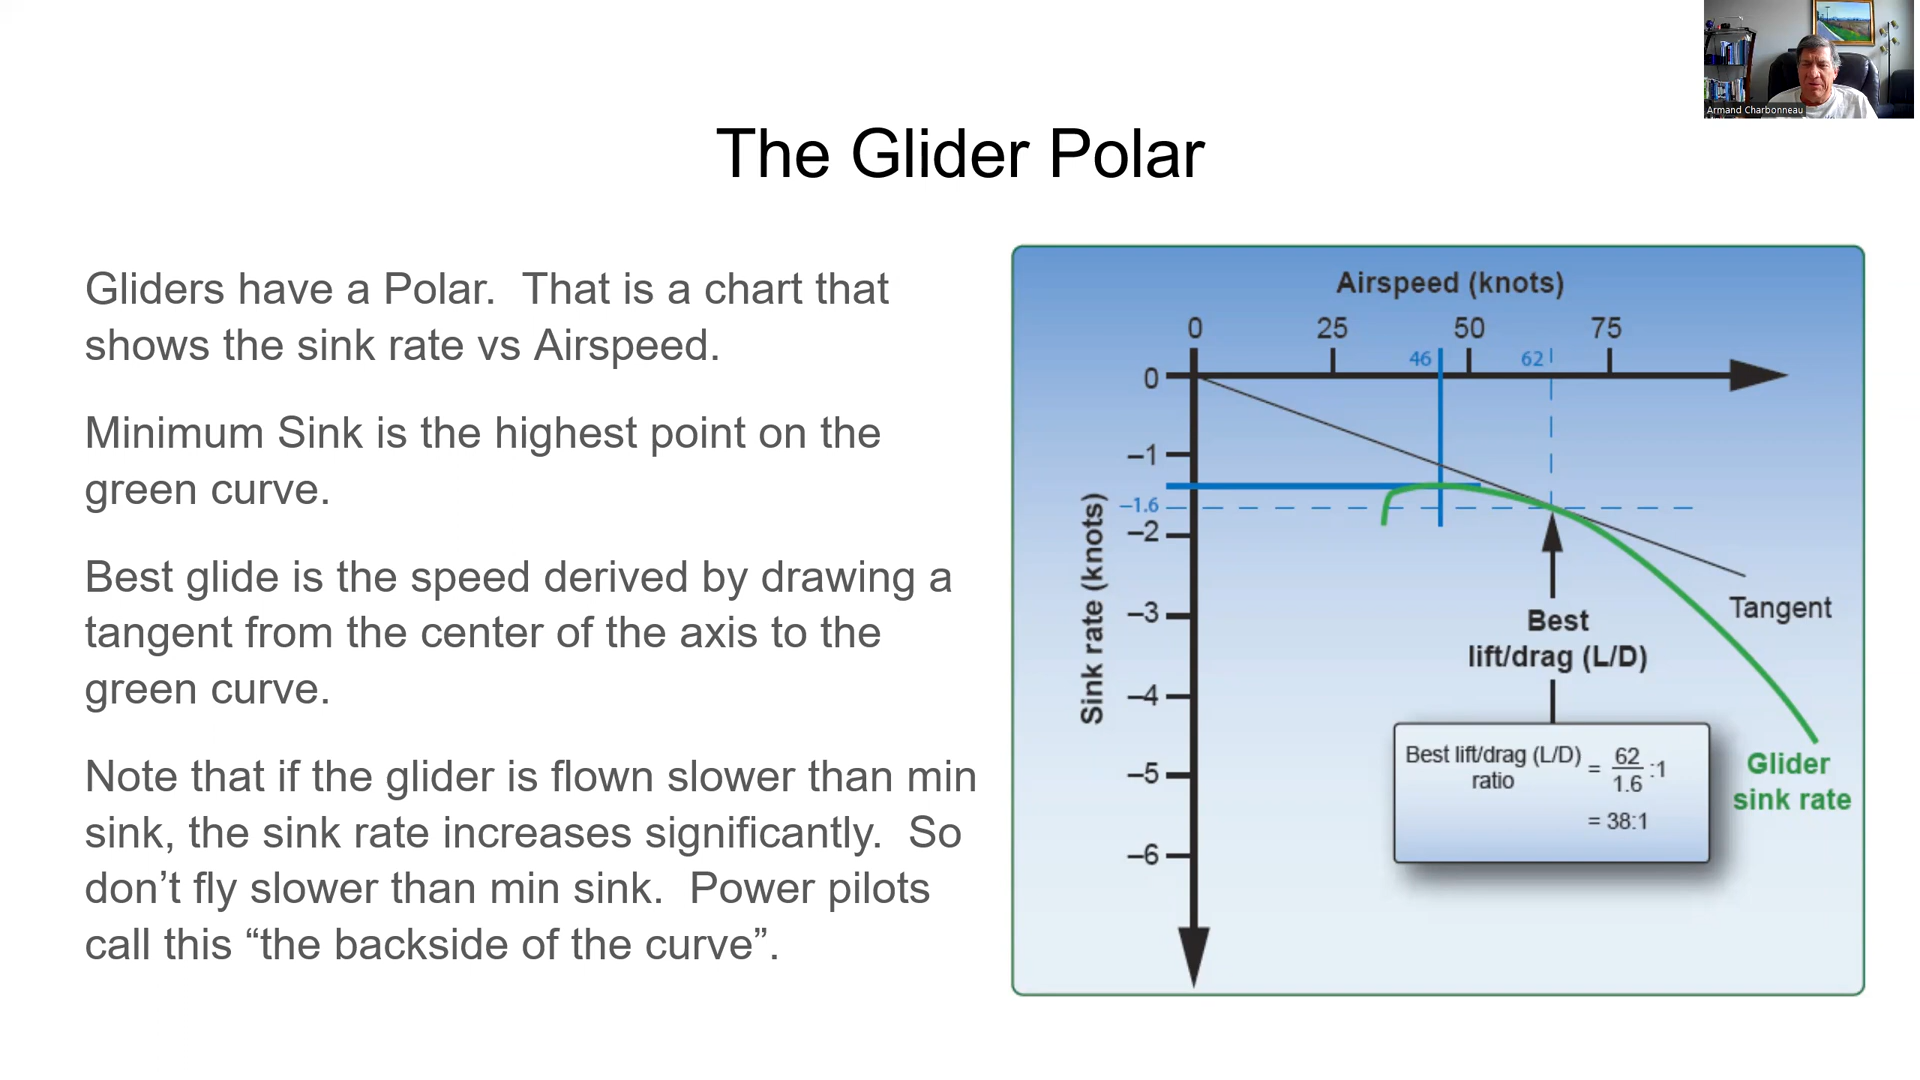 Armand Charbonneau
The Glider Polar
Gliders have a Polar.  That is a chart that
shows the sink rate vs Airspeed.
Minimum Sink is the highest point on the
green curve.
Best glide is the speed derived by drawing a
tangent from the center of the axis to the
green curve.
Note that if the glider is flown slower than min
sink, the sink rate increases significantly.  So
don’t fly slower than min sink.  Power pilots
call this “the backside of the curve”.
Airspeed (knots)
0 25 50 75
46 62
0
–1
–1.6
–2
–3
–4
–5
–6
Sink rate (knots)
Tangent
Best
lift/drag (L/D)
Best lift/drag (L/D) = 62/1.6 :1
ratio
= 38:1
Glider
sink rate